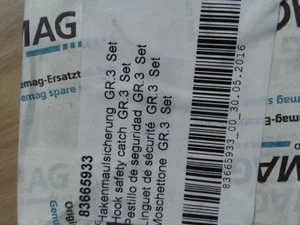 MAG
emag-Ersatzt
emag spare
83665933
Hakenmaulsicherung GR.3 Set
Hook safety catch GR.3 Set
Pestillo de seguridad GR.3 Set
Linguet de sécurité GR.3 Set
Moschettone GR.3 Set
83665933_00_30.05.2016